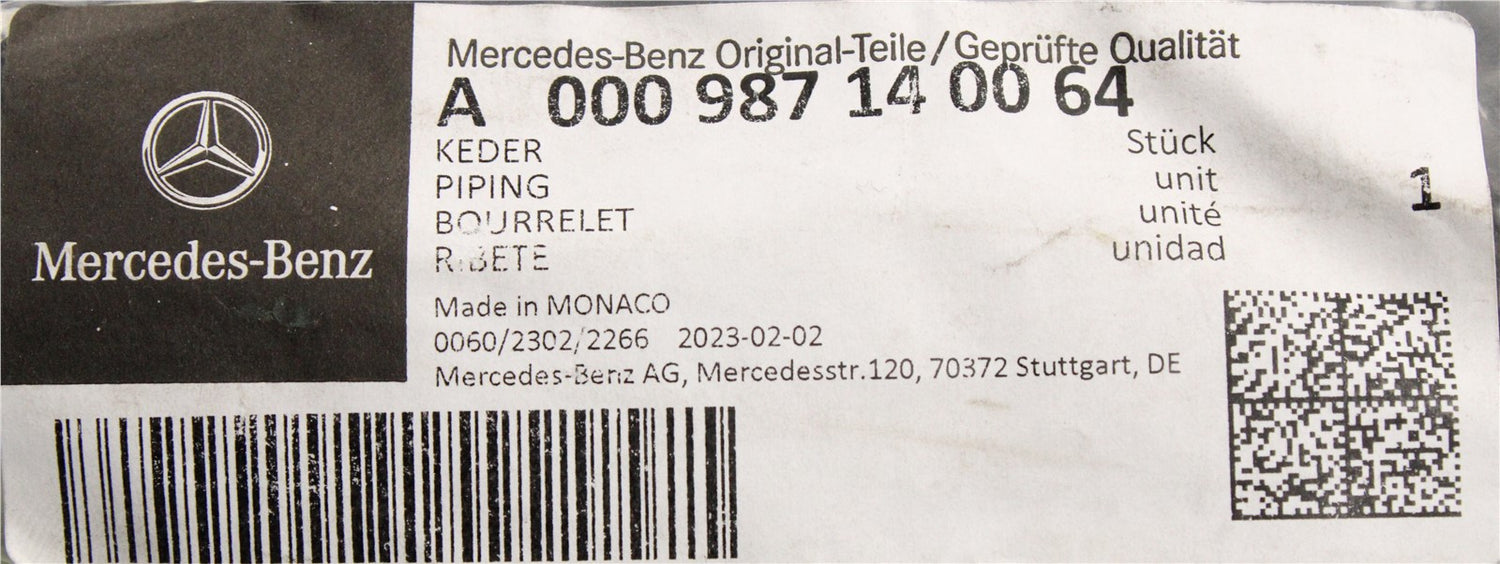 Mercedes-Benz
Mercedes-Benz Original-Teile/Geprüfte Qualität
A 000 987 14 00 64
KEDER
PIPING
BOURRELET
RIBETE
Stück
unit
unité
unidad
1
Made in MONACO
0060/2302/2266 2023-02-02
Mercedes-Benz AG, Mercedesstr.120, 70372 Stuttgart, DE